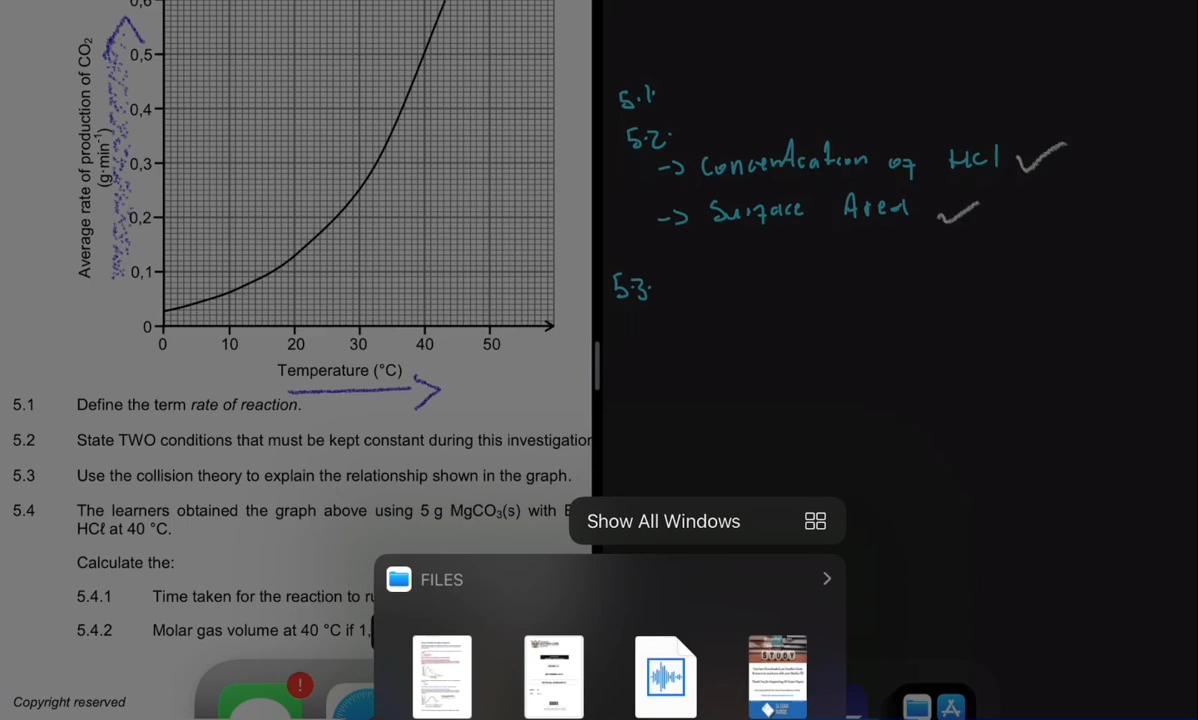 0,6
0,5
0,4
0,3
0,2
0,1
0
Average rate of production of CO2
(g·min-1)
0 10 20 30 40 50
Temperature (°C)
5.1 Define the term rate of reaction.
5.2 State TWO conditions that must be kept constant during this investigation
5.3 Use the collision theory to explain the relationship shown in the graph.
5.4 The learners obtained the graph above using 5 g MgCO3(s) with E
HCℓ at 40 °C.
Calculate the:
5.4.1 Time taken for the reaction to ru
5.4.2 Molar gas volume at 40 °C if 1,
Copyright reserved
5.1.
5.2.
-> Concentration of HCl
-> Surface Area
5.3.
Show All Windows
FILES
STUDY